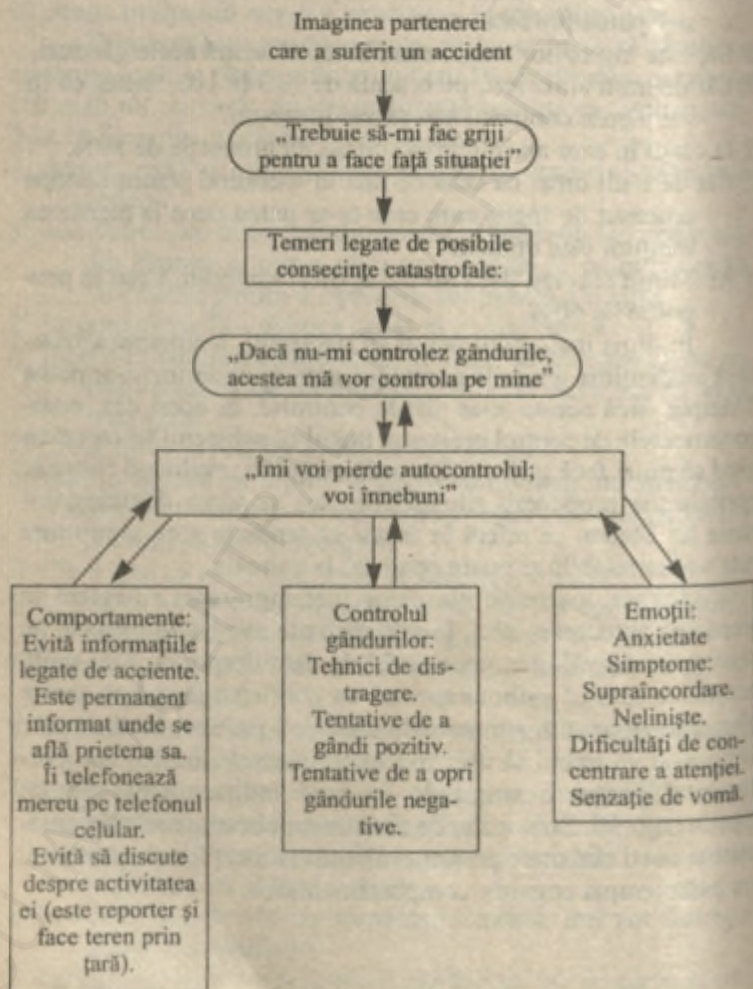 Imaginea partenerei
care a suferit un accident
„Trebuie să-mi fac griji
pentru a face față situației”
Temeri legate de posibile
consecințe catastrofale:
„Dacă nu-mi controlez gândurile,
acestea mă vor controla pe mine”
„Îmi voi pierde autocontrolul;
voi înnebuni”
Comportamente:
Evită informațiile
legate de acciente.
Este permanent
informat unde se
află prietena sa.
Îi telefonează
mereu pe telefonul
celular.
Evită să discute
despre activitatea
ei (este reporter și
face teren prin
țară).
Controlul
gândurilor:
Tehnici de dis-
tragere.
Tentative de a
gândi pozitiv.
Tentative de a opri
gândurile nega-
tive.
Emoții:
Anxietate
Simptome:
Supraîncordare.
Neliniște.
Dificultăți de con-
centrare a atenției.
Senzație de vomă.